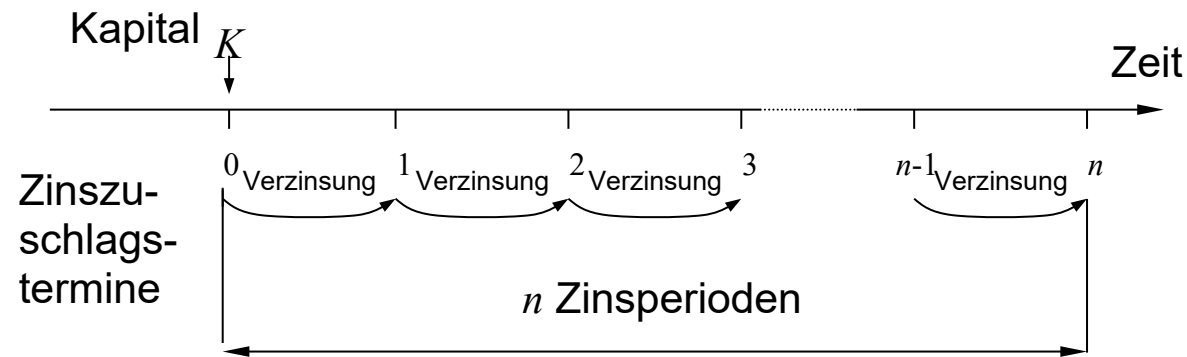 Kapital K
Zeit
0 Verzinsung 1 Verzinsung 2 Verzinsung 3 n-1 Verzinsung n
Zinszu-
schlags-
termine
n Zinsperioden